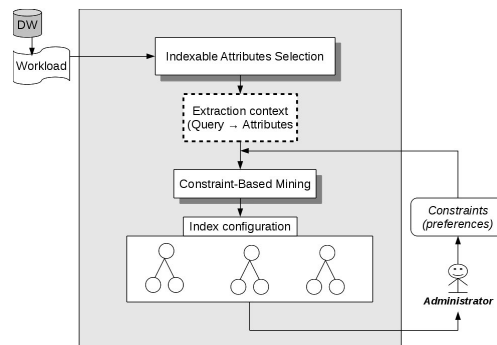 DW
Workload
Indexable Attributes Selection
Extraction context
(Query → Attributes
Constraint-Based Mining
Index configuration
Constraints
(preferences)
Administrator